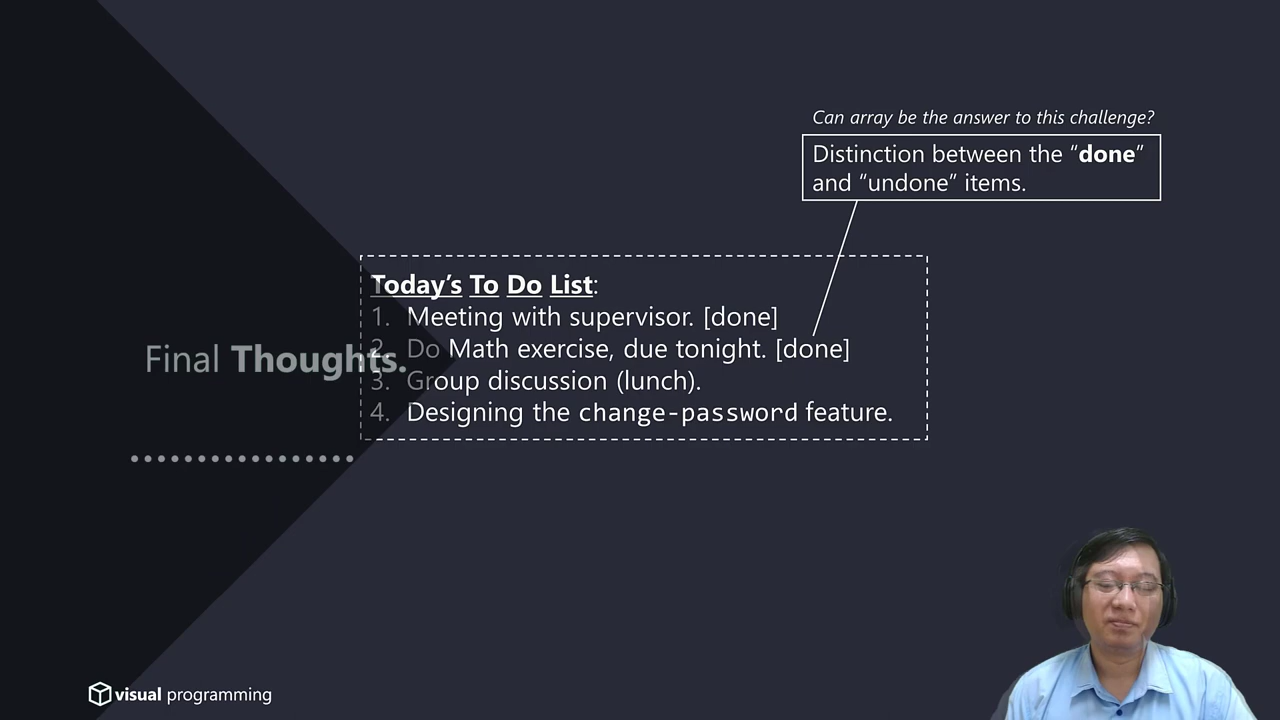 Can array be the answer to this challenge?
Distinction between the “done”
and “undone” items.
Today’s To Do List:
1. Meeting with supervisor. [done]
2. Do Math exercise, due tonight. [done]
3. Group discussion (lunch).
4. Designing the change-password feature.
Final Thoughts.
visual programming